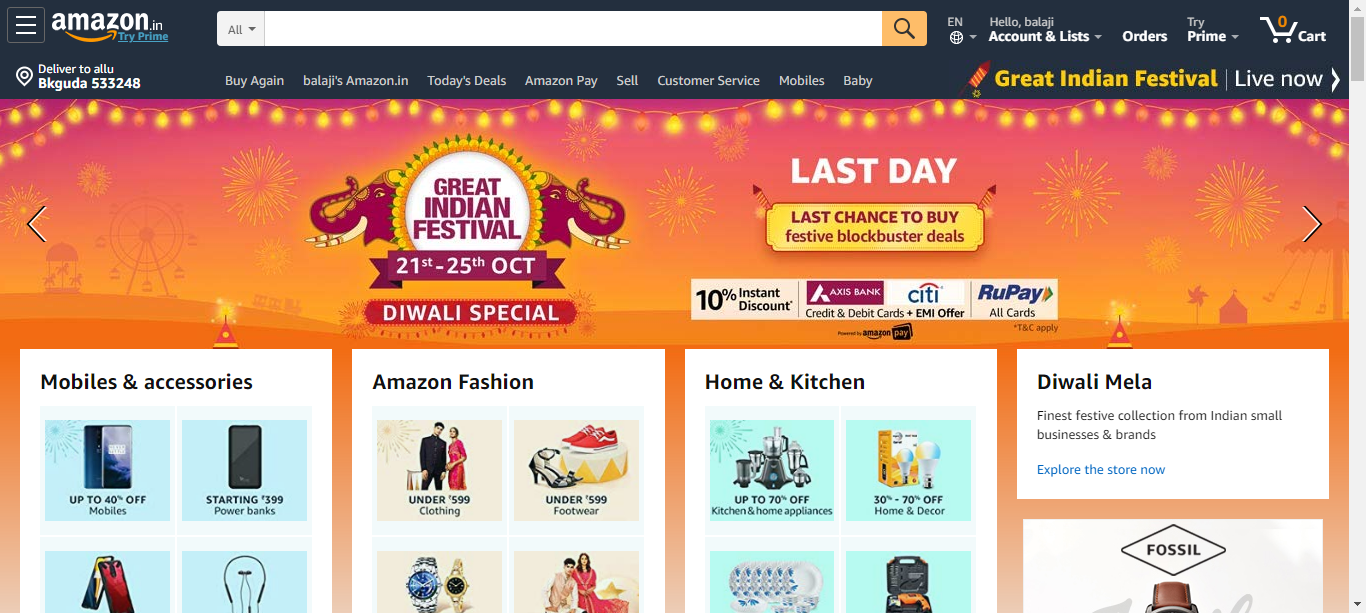 amazon.in
Try Prime
All
EN
Hello, balaji
Account & Lists
Orders
Try
Prime
0
Cart
Deliver to allu
Bkguda 533248
Buy Again
balaji's Amazon.in
Today's Deals
Amazon Pay
Sell
Customer Service
Mobiles
Baby
Great Indian Festival | Live now
GREAT
INDIAN
FESTIVAL
21st-25th OCT
DIWALI SPECIAL
LAST DAY
LAST CHANCE TO BUY
festive blockbuster deals
10% Instant
Discount*
AXIS BANK
citi
Credit & Debit Cards + EMI Offer
RuPay
All Cards
*T&C apply
Powered by amazon pay
Mobiles & accessories
UP TO 40% OFF
Mobiles
STARTING ₹399
Power banks
Amazon Fashion
UNDER ₹599
Clothing
UNDER ₹599
Footwear
Home & Kitchen
UP TO 70% OFF
Kitchen & home appliances
30% - 70% OFF
Home & Decor
Diwali Mela
Finest festive collection from Indian small
businesses & brands
Explore the store now
FOSSIL